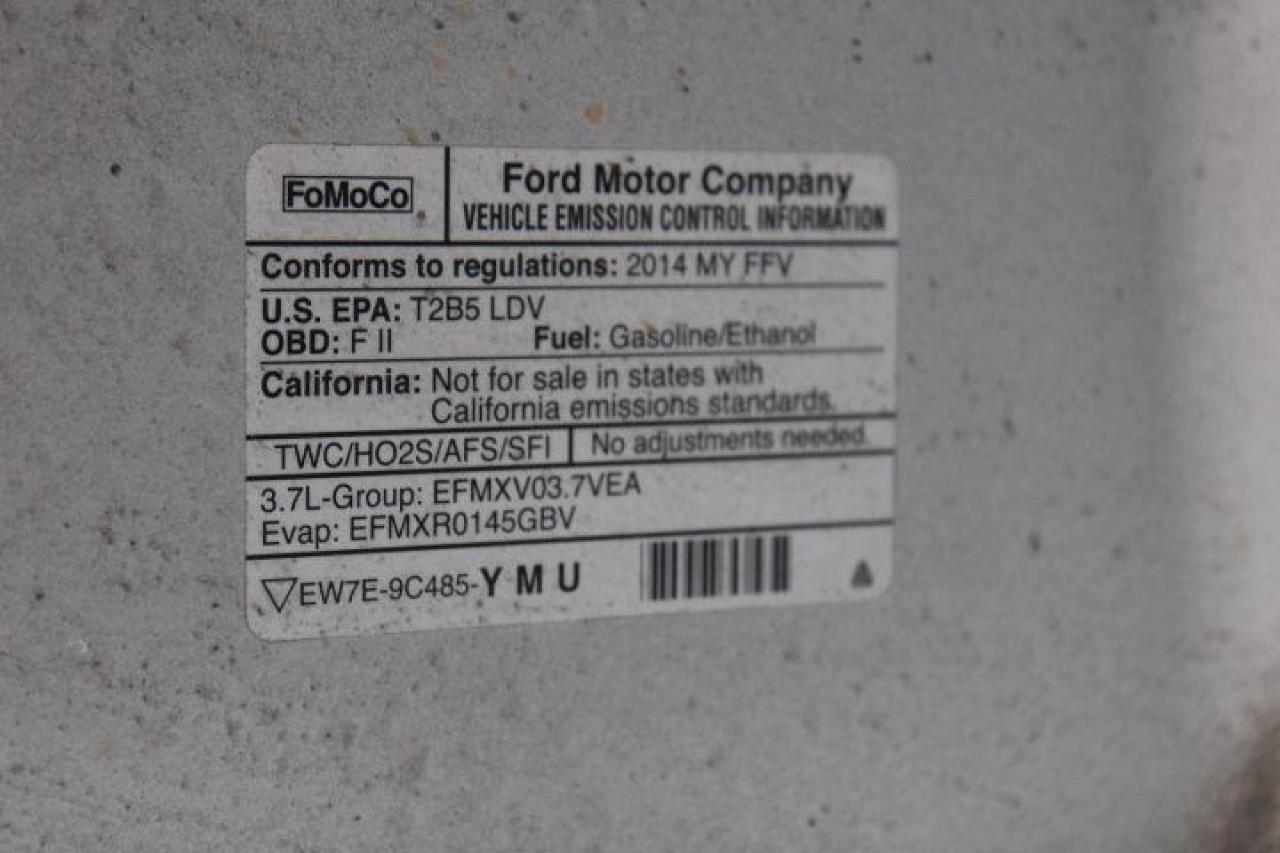 FoMoCo
Ford Motor Company
VEHICLE EMISSION CONTROL INFORMATION
Conforms to regulations: 2014 MY FFV
U.S. EPA: T2B5 LDV
OBD: F II Fuel: Gasoline/Ethanol
California: Not for sale in states with
California emissions standards.
TWC/HO2S/AFS/SFI No adjustments needed.
3.7L-Group: EFMXV03.7VEA
Evap: EFMXR0145GBV
EW7E-9C485-Y M U